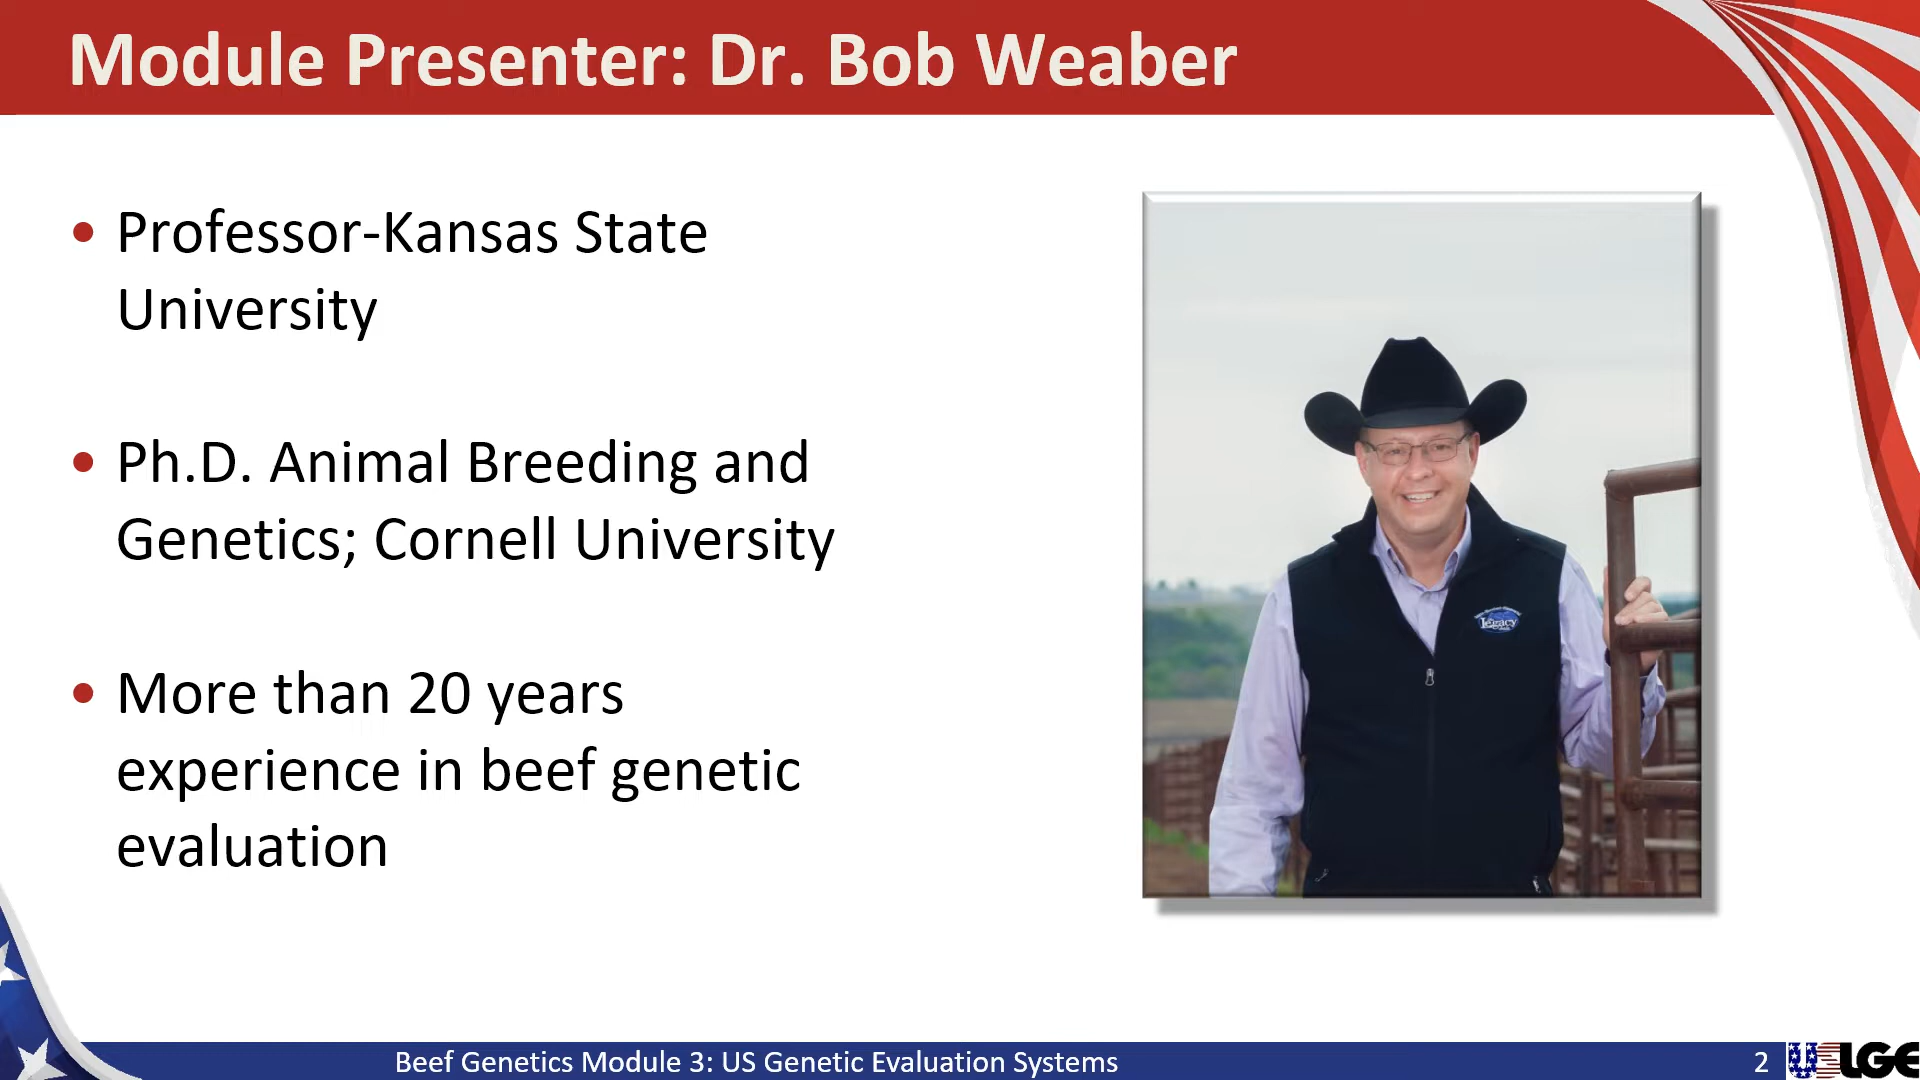 Module Presenter: Dr. Bob Weaber
• Professor-Kansas State
University
• Ph.D. Animal Breeding and
Genetics; Cornell University
• More than 20 years
experience in beef genetic
evaluation
Legacy
Beef Genetics Module 3: US Genetic Evaluation Systems
2
USLGE